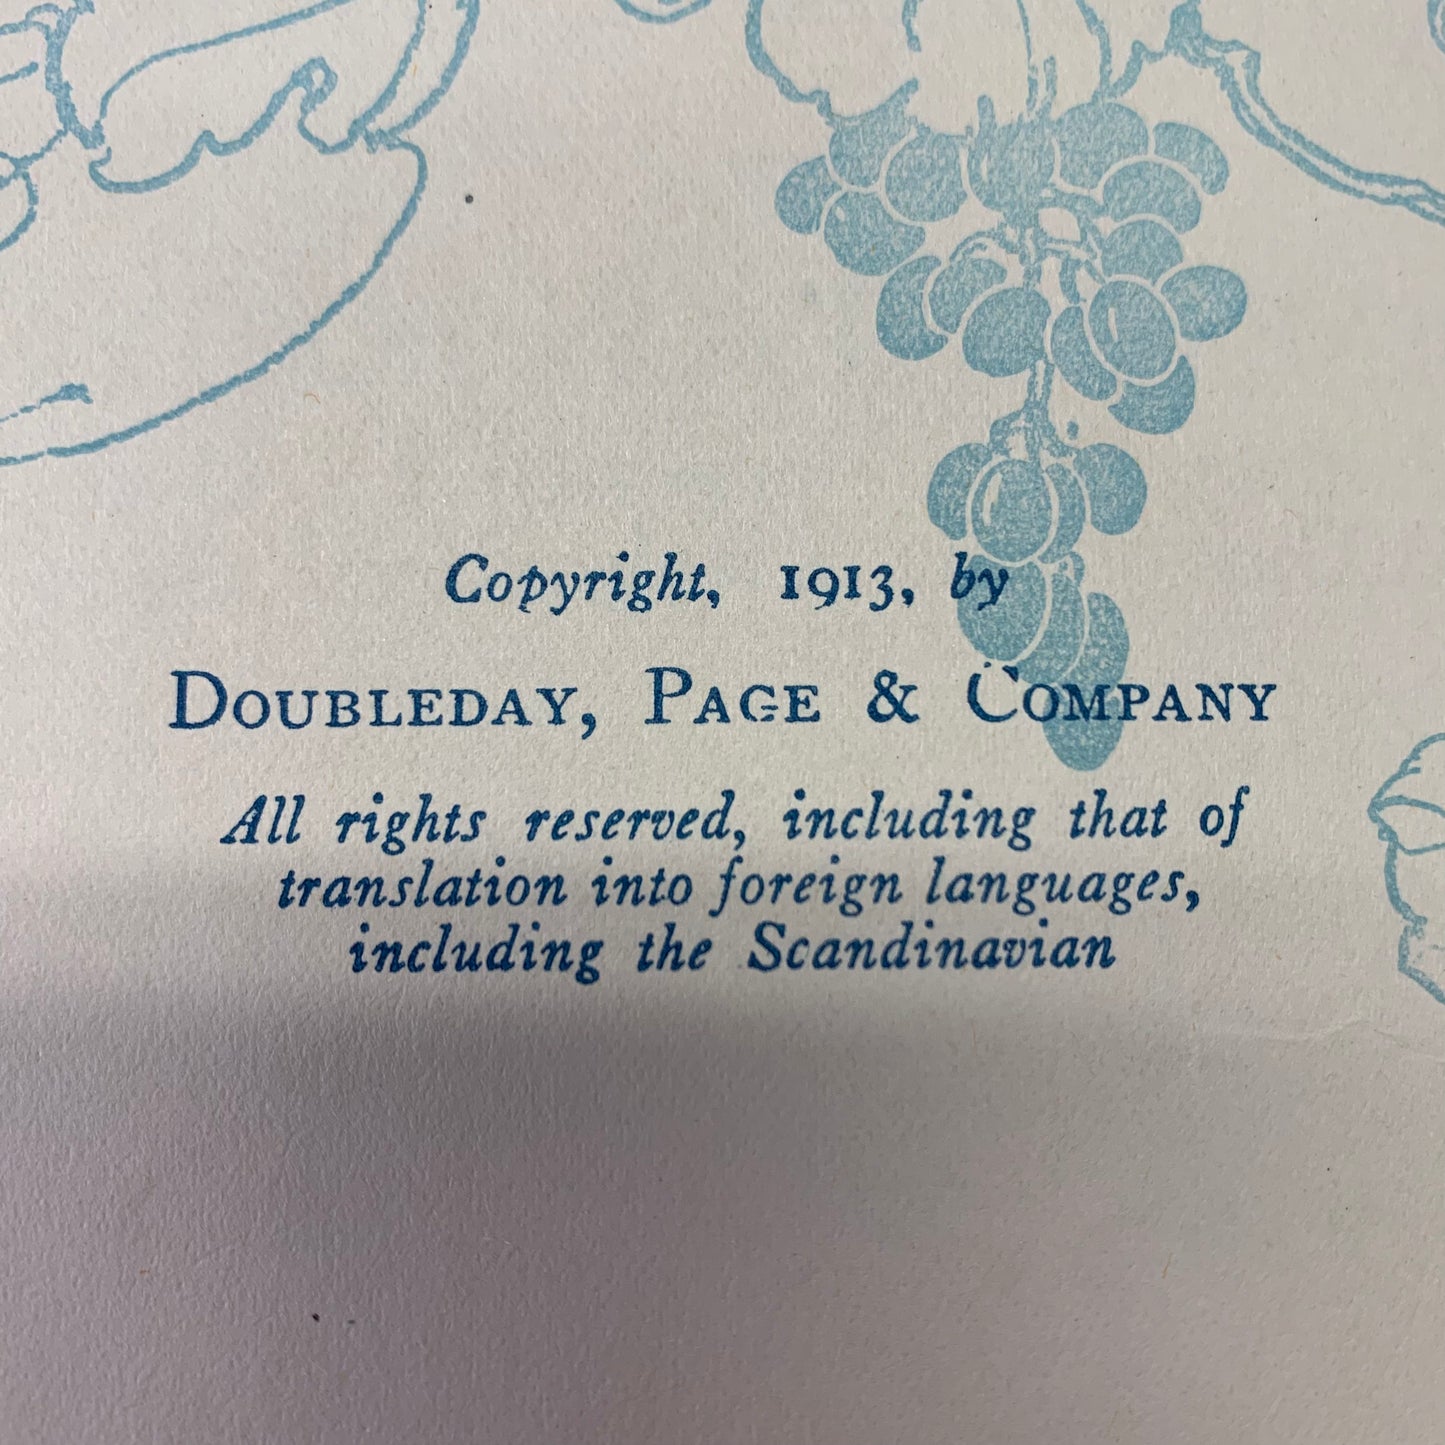 Copyright, 1913, by
DOUBLEDAY, PAGE & COMPANY
All rights reserved, including that of
translation into foreign languages,
including the Scandinavian